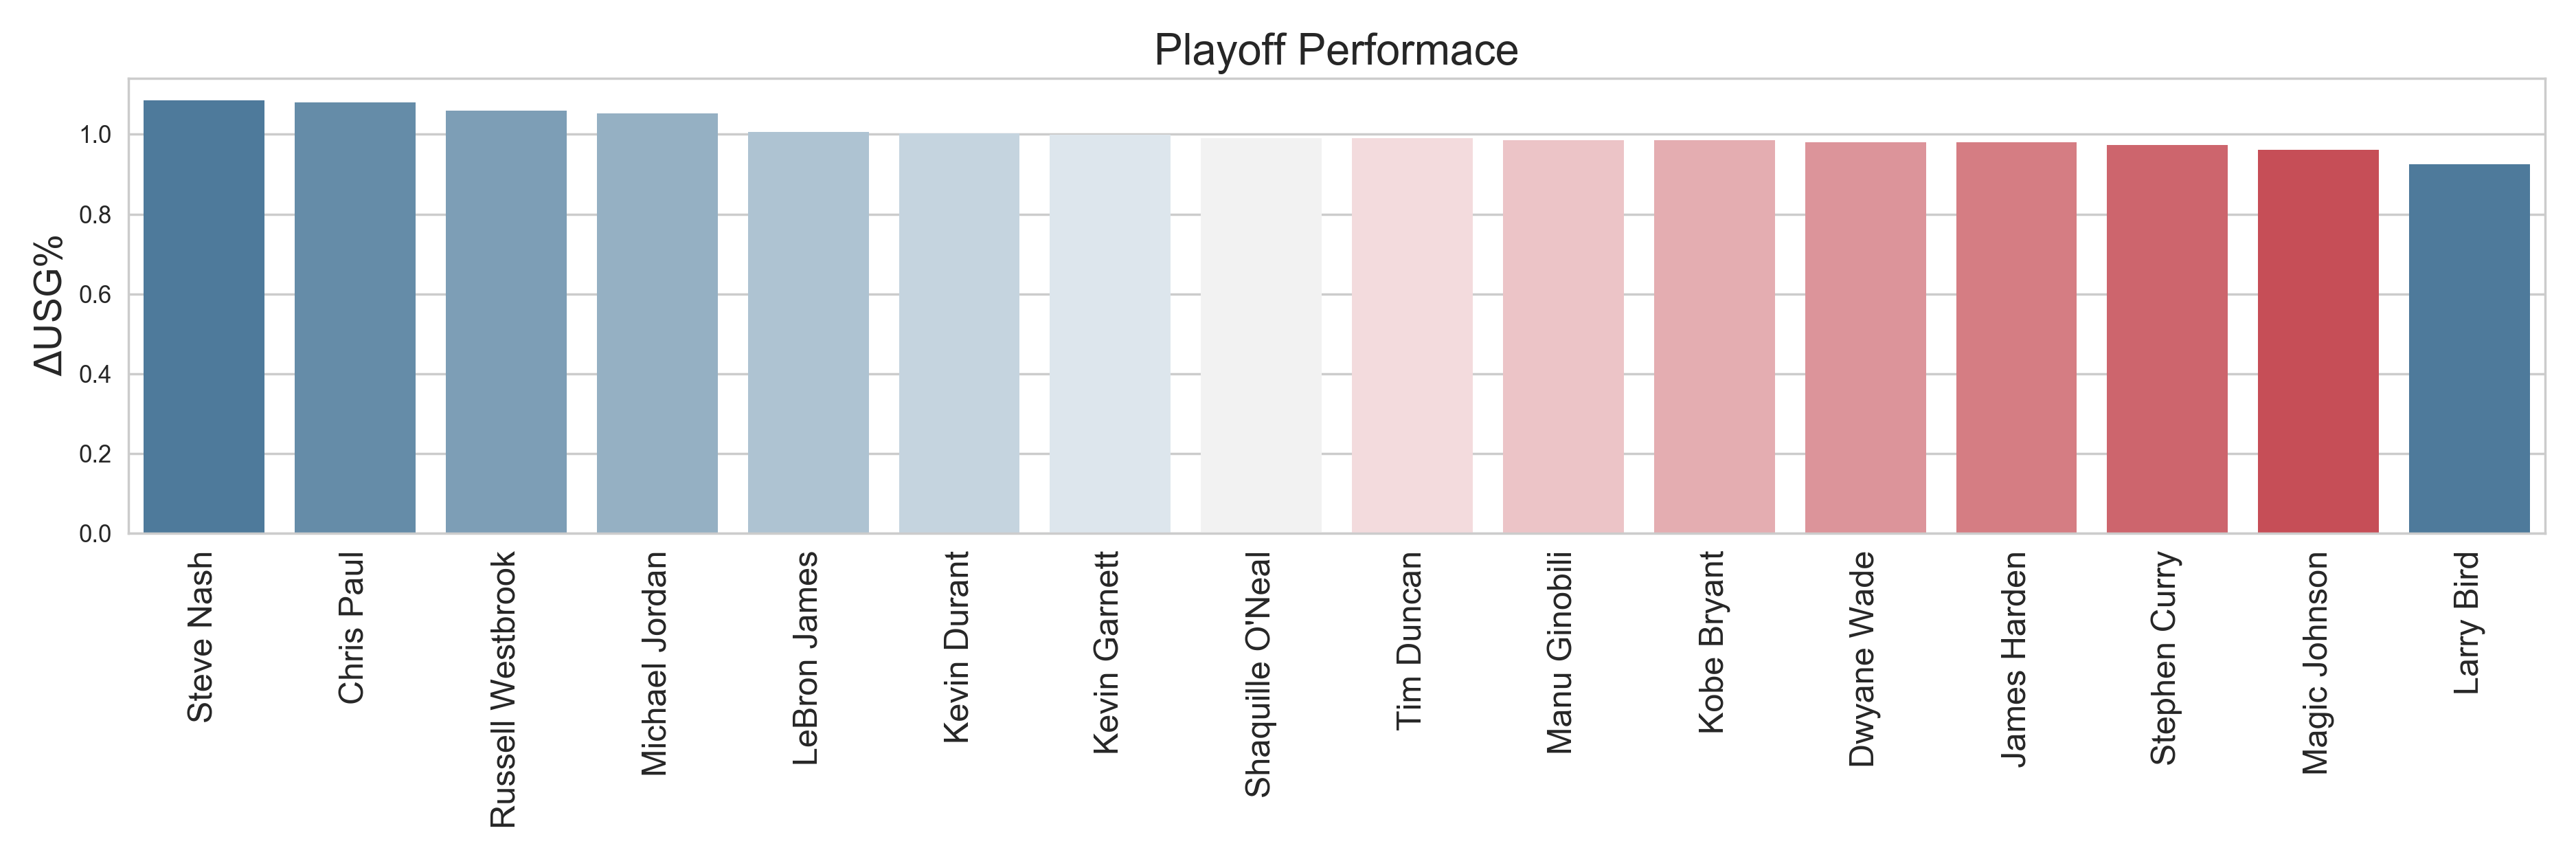 Playoff Performace
ΔUSG%
1.0
0.8
0.6
0.4
0.2
0.0
Steve Nash
Chris Paul
Russell Westbrook
Michael Jordan
LeBron James
Kevin Durant
Kevin Garnett
Shaquille O'Neal
Tim Duncan
Manu Ginobili
Kobe Bryant
Dwyane Wade
James Harden
Stephen Curry
Magic Johnson
Larry Bird